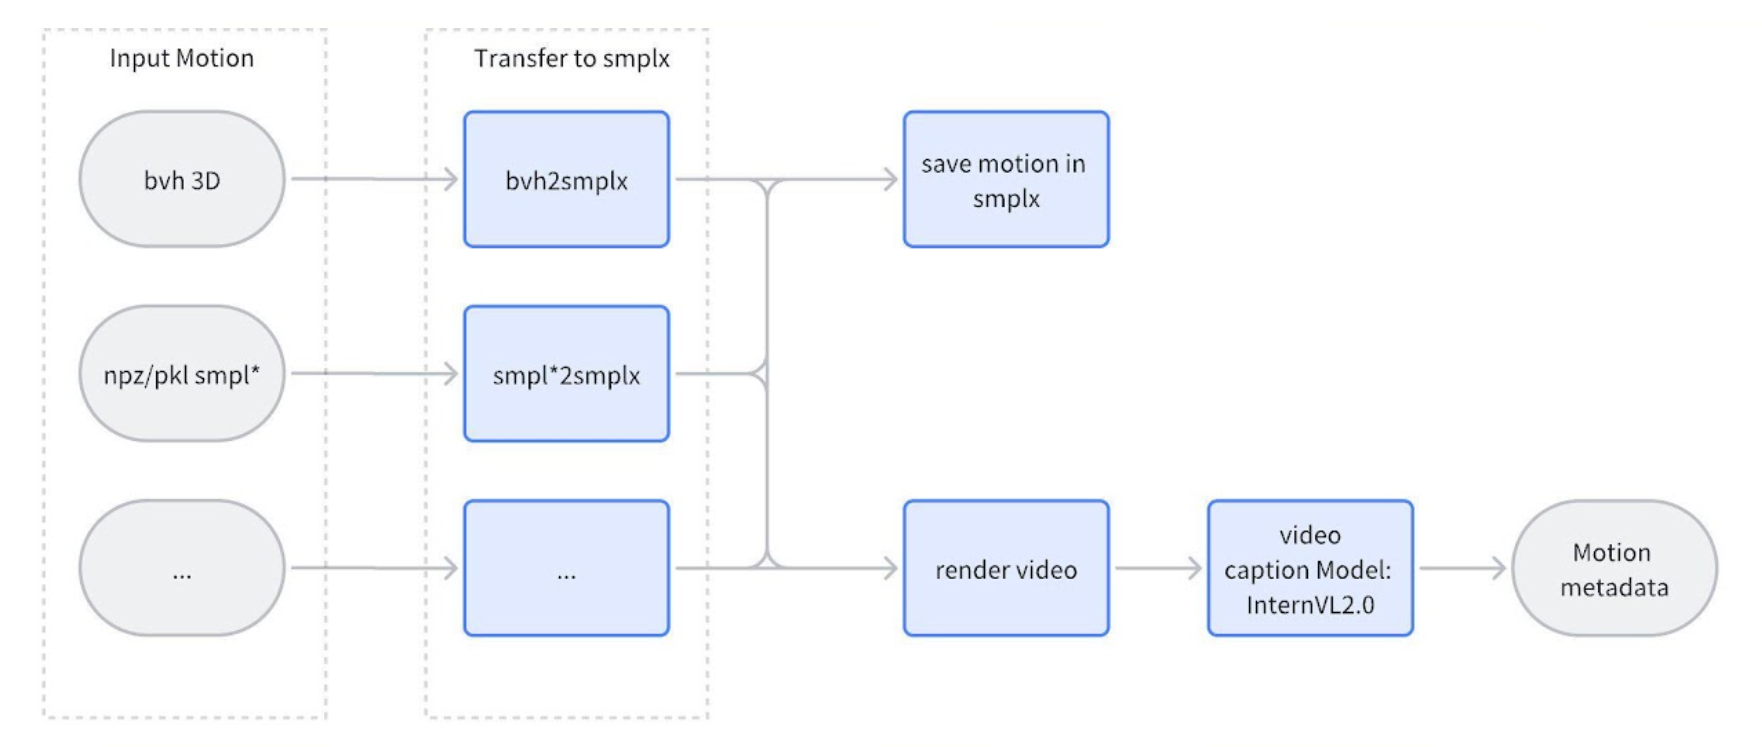 Input Motion
Transfer to smplx
bvh 3D
bvh2smplx
save motion in
smplx
npz/pkl smpl*
smpl*2smplx
...
...
render video
video
caption Model:
InternVL2.0
Motion
metadata